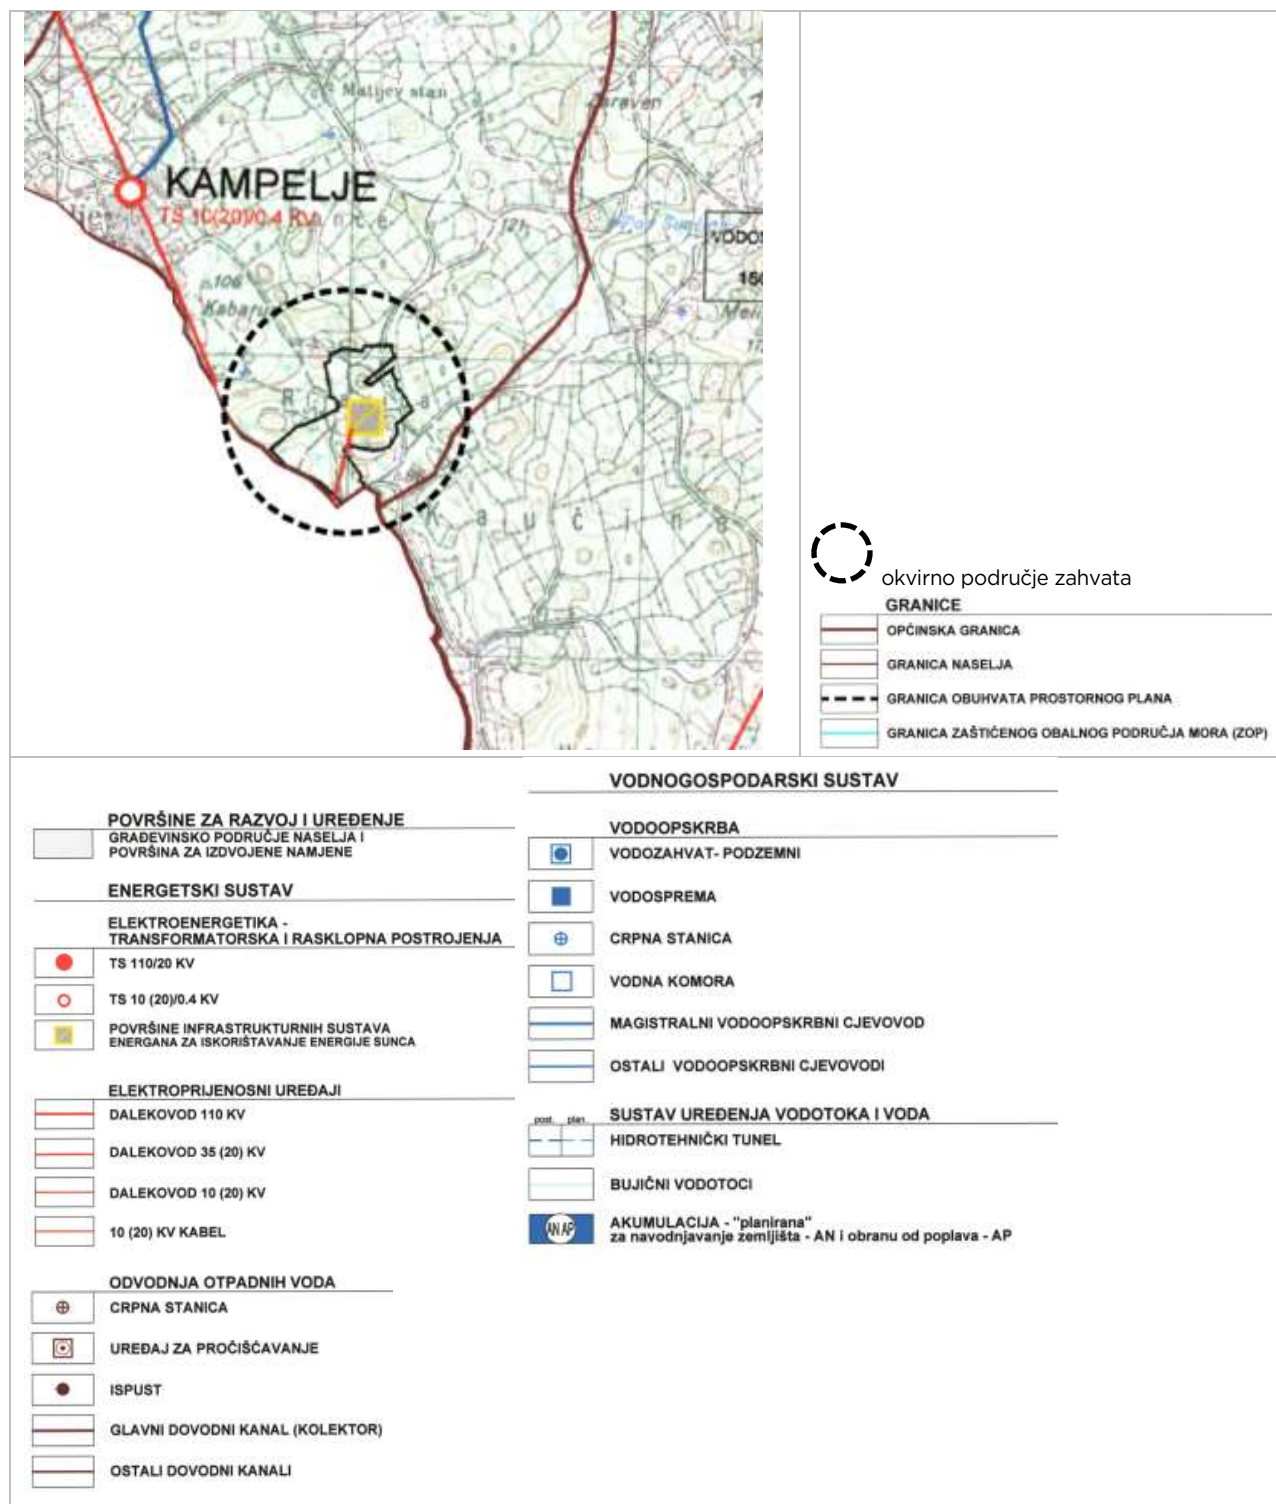 Matijev stan
Zaraven
KAMPELJE
TS 10(20)/0.4 KV
121
VODOS
150
106
Meli
K a u č i n a
okvirno područje zahvata
GRANICE
OPĆINSKA GRANICA
GRANICA NASELJA
GRANICA OBUHVATA PROSTORNOG PLANA
GRANICA ZAŠTIĆENOG OBALNOG PODRUČJA MORA (ZOP)
POVRŠINE ZA RAZVOJ I UREĐENJE
GRAĐEVINSKO PODRUČJE NASELJA I
POVRŠINA ZA IZDVOJENE NAMJENE
ENERGETSKI SUSTAV
ELEKTROENERGETIKA -
TRANSFORMATORSKA I RASKLOPNA POSTROJENJA
TS 110/20 KV
TS 10 (20)/0.4 KV
POVRŠINE INFRASTRUKTURNIH SUSTAVA
ENERGANA ZA ISKORIŠTAVANJE ENERGIJE SUNCA
ELEKTROPRIJENOSNI UREĐAJI
DALEKOVOD 110 KV
DALEKOVOD 35 (20) KV
DALEKOVOD 10 (20) KV
10 (20) KV KABEL
ODVODNJA OTPADNIH VODA
CRPNA STANICA
UREĐAJ ZA PROČIŠĆAVANJE
ISPUST
GLAVNI DOVODNI KANAL (KOLEKTOR)
OSTALI DOVODNI KANALI
VODNOGOSPODARSKI SUSTAV
VODOOPSKRBA
VODOZAHVAT- PODZEMNI
VODOSPREMA
CRPNA STANICA
VODNA KOMORA
MAGISTRALNI VODOOPSKRBNI CJEVOVOD
OSTALI VODOOPSKRBNI CJEVOVODI
SUSTAV UREĐENJA VODOTOKA I VODA
post. plan.
HIDROTEHNIČKI TUNEL
BUJIČNI VODOTOCI
AN AP
AKUMULACIJA - "planirana"
za navodnjavanje zemljišta - AN i obranu od poplava - AP